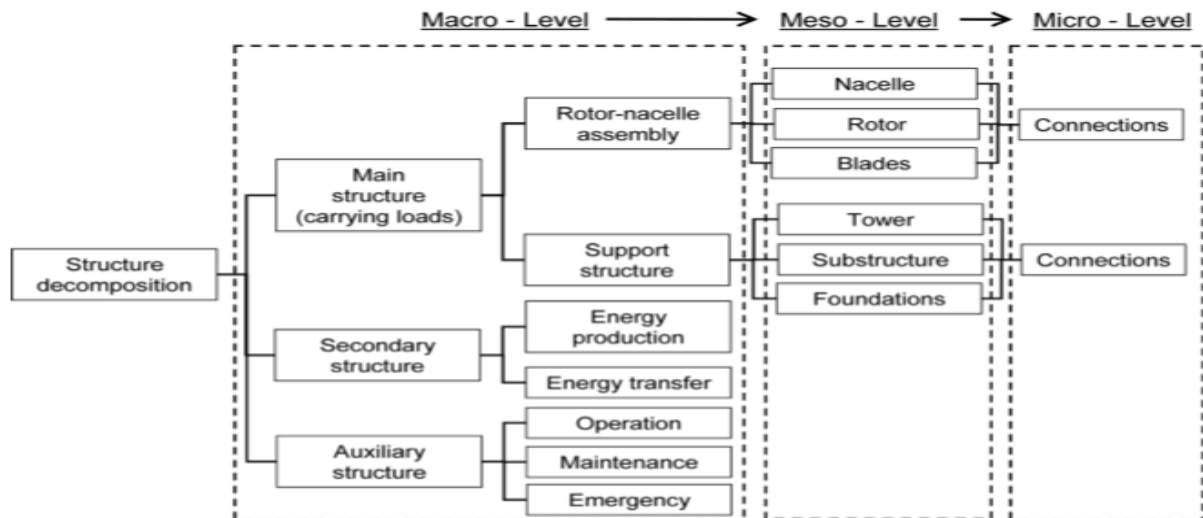 Macro - Level
Meso - Level
Micro - Level
Nacelle
Rotor-nacelle
assembly
Rotor
Connections
Blades
Main
structure
(carrying loads)
Tower
Support
structure
Substructure
Connections
Foundations
Structure
decomposition
Energy
production
Secondary
structure
Energy transfer
Operation
Auxiliary
structure
Maintenance
Emergency